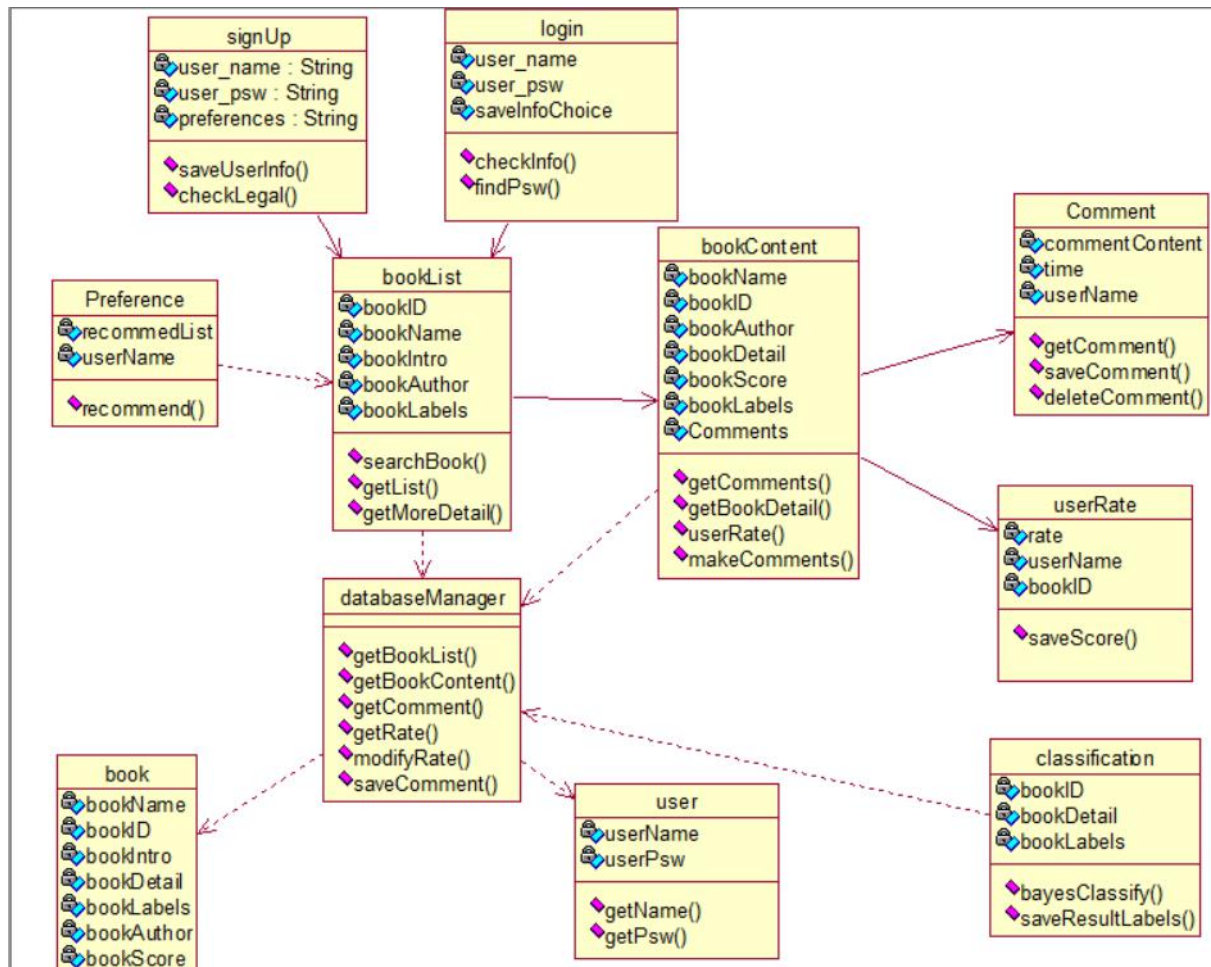 signUp
user_name : String
user_psw : String
preferences : String
saveUserInfo()
checkLegal()
login
user_name
user_psw
saveInfoChoice
checkInfo()
findPsw()
Preference
recommedList
userName
recommend()
bookList
bookID
bookName
bookIntro
bookAuthor
bookLabels
searchBook()
getList()
getMoreDetail()
bookContent
bookName
bookID
bookAuthor
bookDetail
bookScore
bookLabels
Comments
getComments()
getBookDetail()
userRate()
makeComments()
Comment
commentContent
time
userName
getComment()
saveComment()
deleteComment()
userRate
rate
userName
bookID
saveScore()
databaseManager
getBookList()
getBookContent()
getComment()
getRate()
modifyRate()
saveComment()
book
bookName
bookID
bookIntro
bookDetail
bookLabels
bookAuthor
bookScore
user
userName
userPsw
getName()
getPsw()
classification
bookID
bookDetail
bookLabels
bayesClassify()
saveResultLabels()